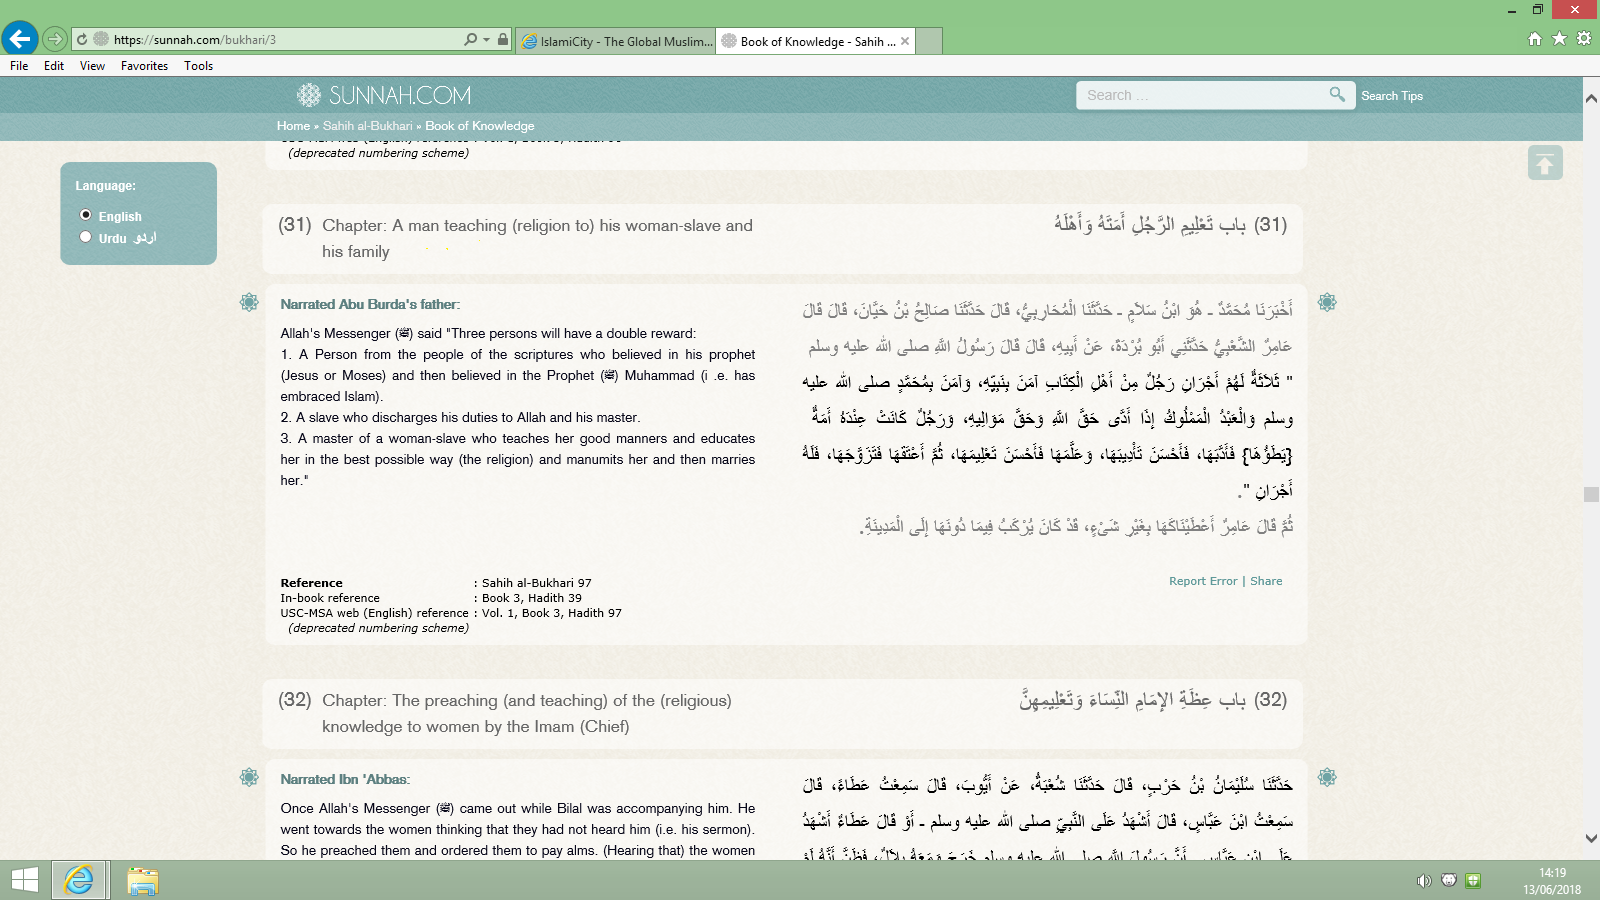 https://sunnah.com/bukhari/3
IslamiCity - The Global Muslim...
Book of Knowledge - Sahih ...
File Edit View Favorites Tools
SUNNAH.COM
Search ...
Search Tips
Home » Sahih al-Bukhari » Book of Knowledge
(deprecated numbering scheme)
Language:
English
Urdu اردو
(31) Chapter: A man teaching (religion to) his woman-slave and
his family
(31) باب تَعْلِيمِ الرَّجُلِ أَمَتَهُ وَأَهْلَهُ
Narrated Abu Burda's father:
Allah's Messenger (ﷺ) said "Three persons will have a double reward:
1. A Person from the people of the scriptures who believed in his prophet
(Jesus or Moses) and then believed in the Prophet (ﷺ) Muhammad (i .e. has
embraced Islam).
2. A slave who discharges his duties to Allah and his master.
3. A master of a woman-slave who teaches her good manners and educates
her in the best possible way (the religion) and manumits her and then marries
her."
أَخْبَرَنَا مُحَمَّدٌ ـ هُوَ ابْنُ سَلاَمٍ ـ حَدَّثَنَا الْمُحَارِبِيُّ، قَالَ حَدَّثَنَا صَالِحُ بْنُ حَيَّانَ، قَالَ قَالَ
عَامِرٌ الشَّعْبِيُّ حَدَّثَنِي أَبُو بُرْدَةَ، عَنْ أَبِيهِ، قَالَ قَالَ رَسُولُ اللَّهِ صلى الله عليه وسلم
" ثَلاَثَةٌ لَهُمْ أَجْرَانِ رَجُلٌ مِنْ أَهْلِ الْكِتَابِ آمَنَ بِنَبِيِّهِ، وَآمَنَ بِمُحَمَّدٍ صلى الله عليه
وسلم وَالْعَبْدُ الْمَمْلُوكُ إِذَا أَدَّى حَقَّ اللَّهِ وَحَقَّ مَوَالِيهِ، وَرَجُلٌ كَانَتْ عِنْدَهُ أَمَةٌ
{يَطَؤُهَا} فَأَدَّبَهَا، فَأَحْسَنَ تَأْدِيبَهَا، وَعَلَّمَهَا فَأَحْسَنَ تَعْلِيمَهَا، ثُمَّ أَعْتَقَهَا فَتَزَوَّجَهَا، فَلَهُ
أَجْرَانِ ".
ثُمَّ قَالَ عَامِرٌ أَعْطَيْنَاكَهَا بِغَيْرِ شَىْءٍ، قَدْ كَانَ يُرْكَبُ فِيمَا دُونَهَا إِلَى الْمَدِينَةِ.
Reference : Sahih al-Bukhari 97
In-book reference : Book 3, Hadith 39
USC-MSA web (English) reference : Vol. 1, Book 3, Hadith 97
(deprecated numbering scheme)
Report Error | Share
(32) Chapter: The preaching (and teaching) of the (religious)
knowledge to women by the Imam (Chief)
(32) باب عِظَةِ الإِمَامِ النِّسَاءَ وَتَعْلِيمِهِنَّ
Narrated Ibn 'Abbas:
Once Allah's Messenger (ﷺ) came out while Bilal was accompanying him. He
went towards the women thinking that they had not heard him (i.e. his sermon).
So he preached them and ordered them to pay alms. (Hearing that) the women
حَدَّثَنَا سُلَيْمَانُ بْنُ حَرْبٍ، قَالَ حَدَّثَنَا شُعْبَةُ، عَنْ أَيُّوبَ، قَالَ سَمِعْتُ عَطَاءً، قَالَ
سَمِعْتُ ابْنَ عَبَّاسٍ، قَالَ أَشْهَدُ عَلَى النَّبِيِّ صلى الله عليه وسلم ـ أَوْ قَالَ عَطَاءٌ أَشْهَدُ
14:19
13/06/2018